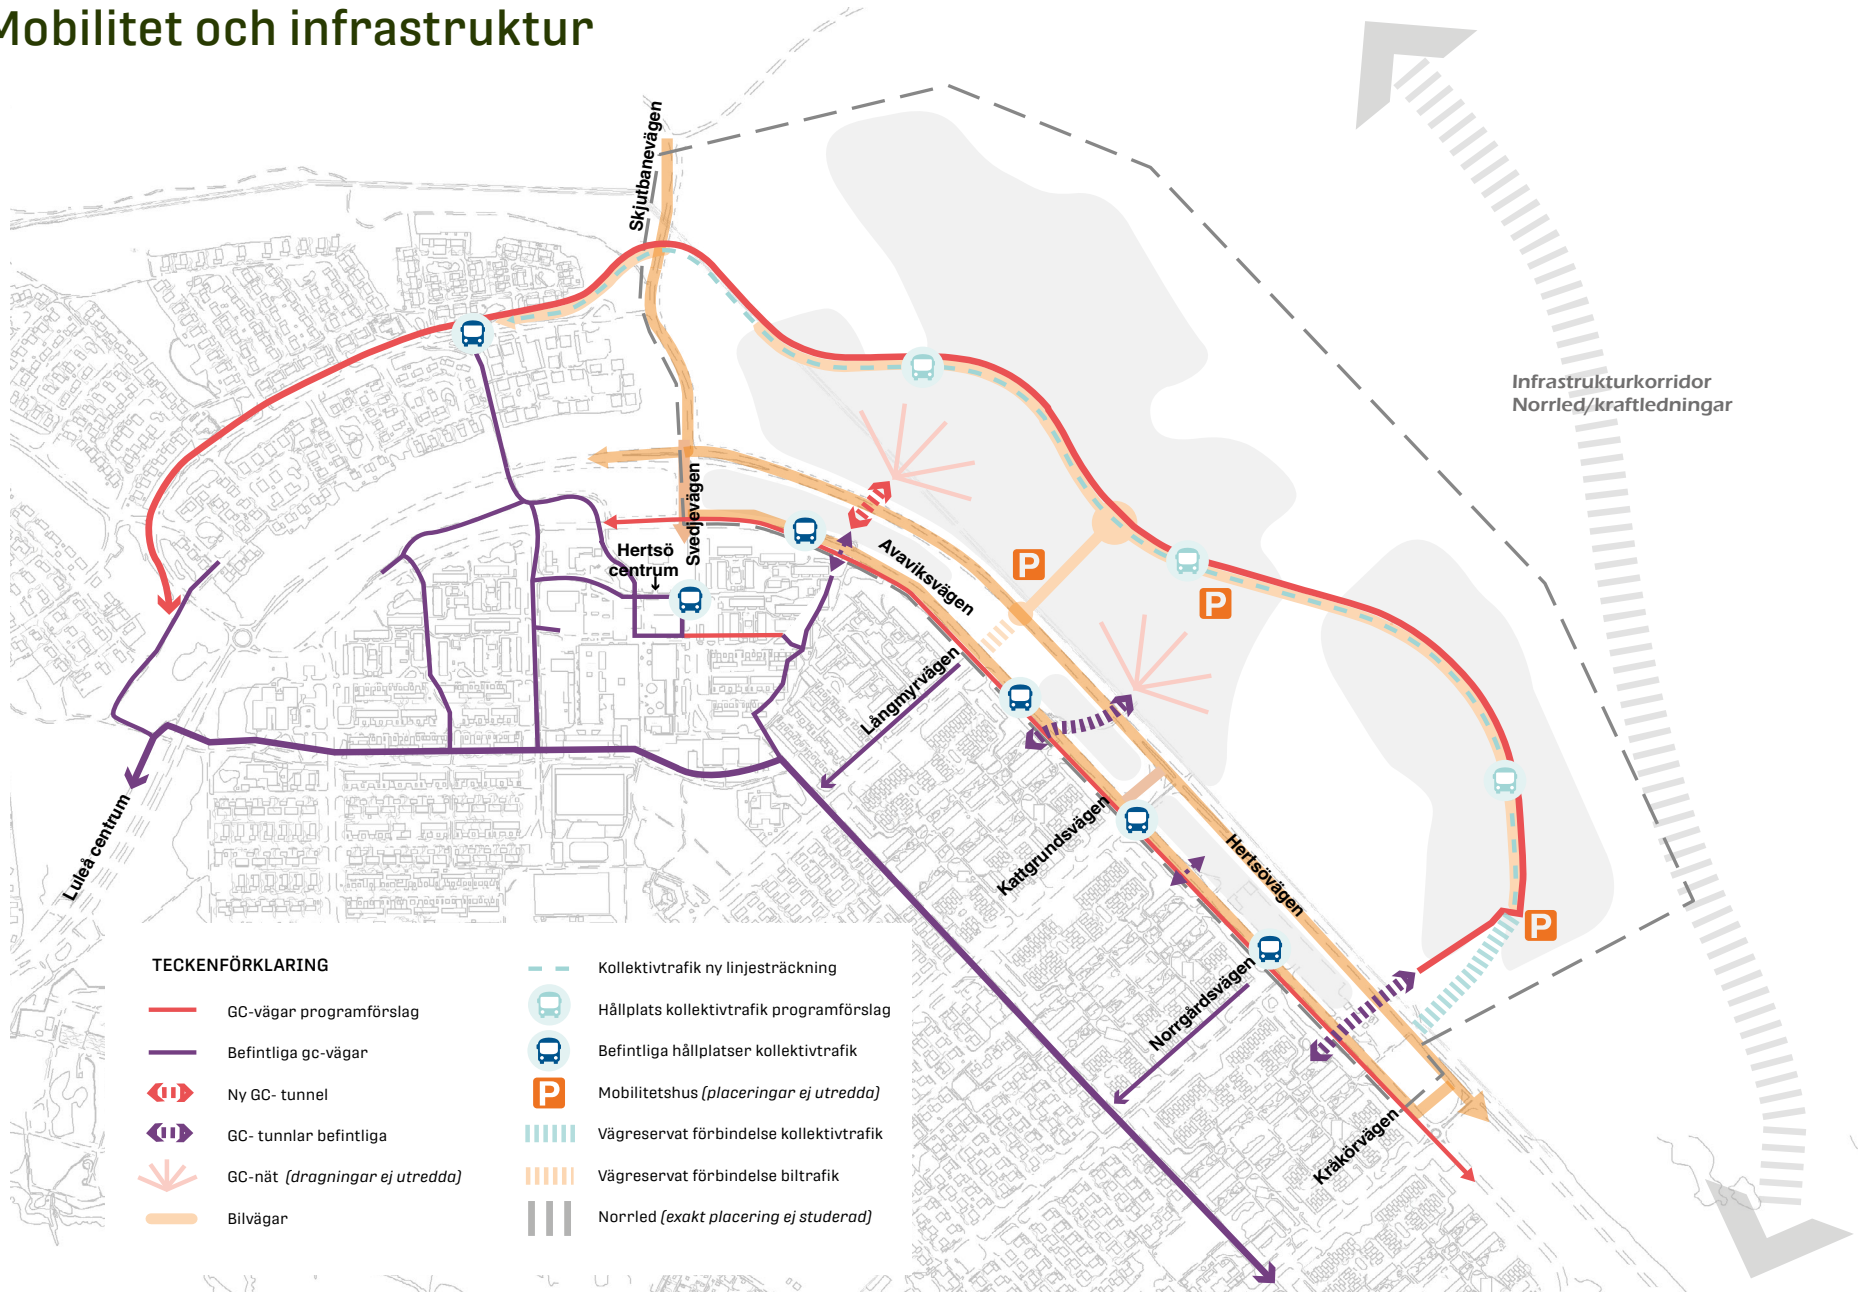 Mobilitet och infrastruktur
Skjutbanevägen
Infrastrukturkorridor
Norrled/kraftledningar
Svedjevägen
Hertsö
centrum
Avaviksvägen
P
P
Långmyrvägen
Luleå centrum
Kattgrundsvägen
Hertsövägen
P
Norrgårdsvägen
Kråkörvägen
TECKENFÖRKLARING
GC-vägar programförslag
Befintliga gc-vägar
Ny GC- tunnel
GC- tunnlar befintliga
GC-nät (dragningar ej utredda)
Bilvägar
Kollektivtrafik ny linjesträckning
Hållplats kollektivtrafik programförslag
Befintliga hållplatser kollektivtrafik
P Mobilitetshus (placeringar ej utredda)
Vägreservat förbindelse kollektivtrafik
Vägreservat förbindelse biltrafik
Norrled (exakt placering ej studerad)